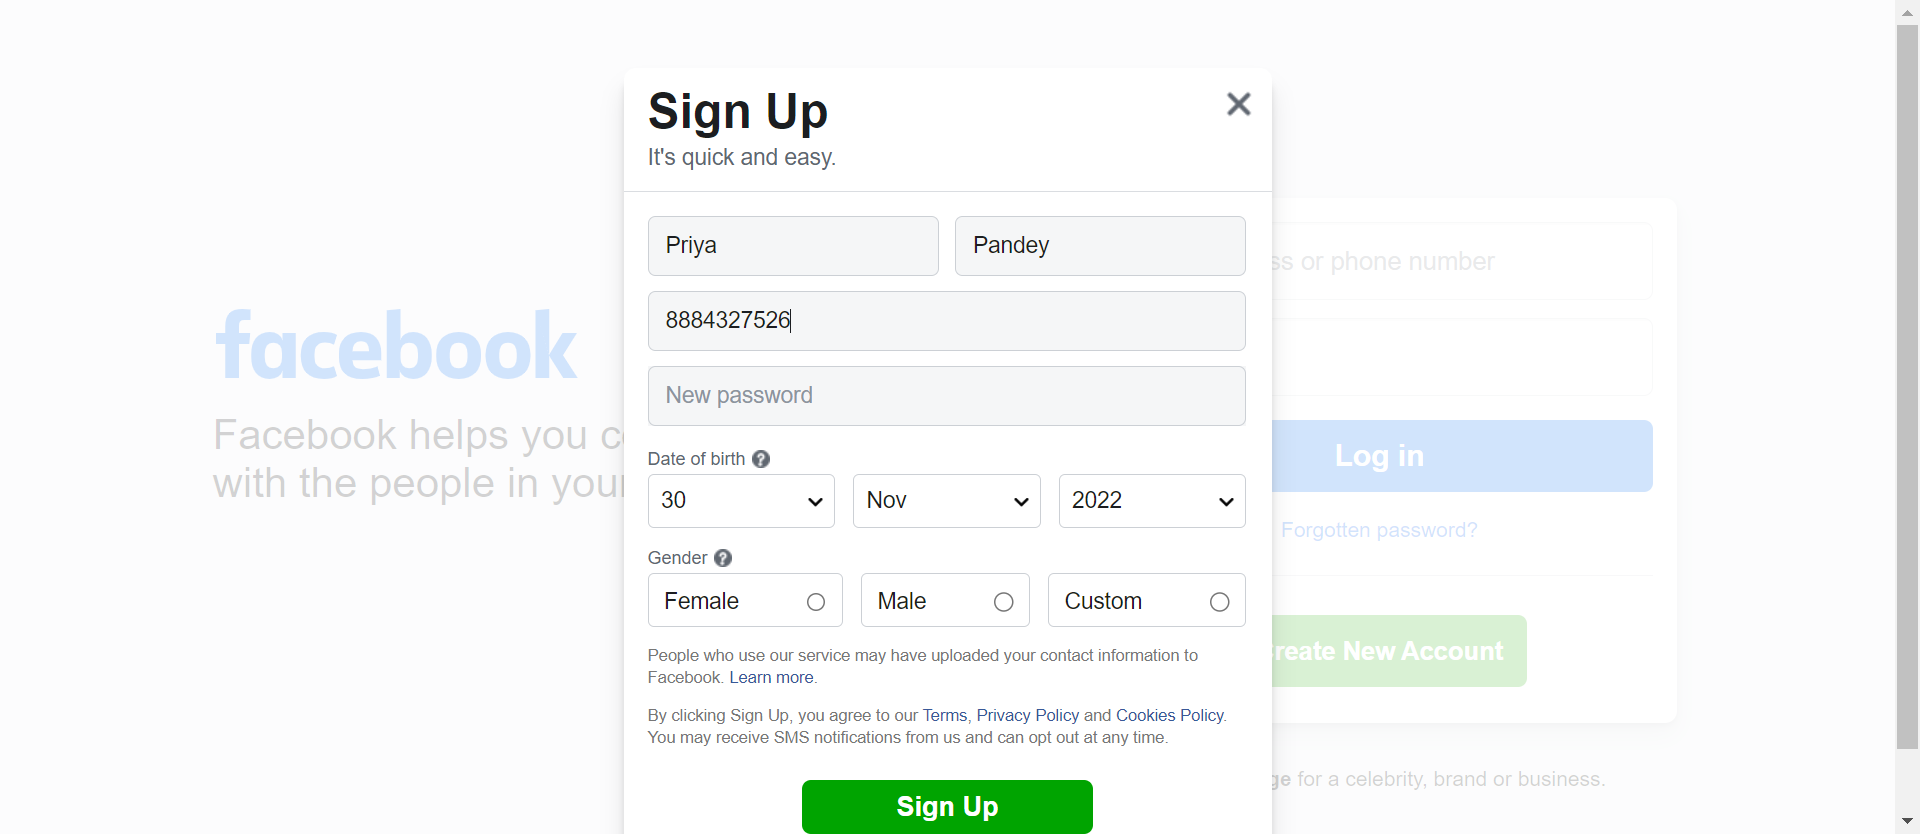 Sign Up
It's quick and easy.
Priya
Pandey
8884327526
New password
Date of birth
30
Nov
2022
Gender
Female
Male
Custom
People who use our service may have uploaded your contact information to
Facebook. Learn more.
By clicking Sign Up, you agree to our Terms, Privacy Policy and Cookies Policy.
You may receive SMS notifications from us and can opt out at any time.
Sign Up
facebook
Facebook helps you
with the people in your
or phone number
Log in
Forgotten password?
New Account
for a celebrity, brand or business.